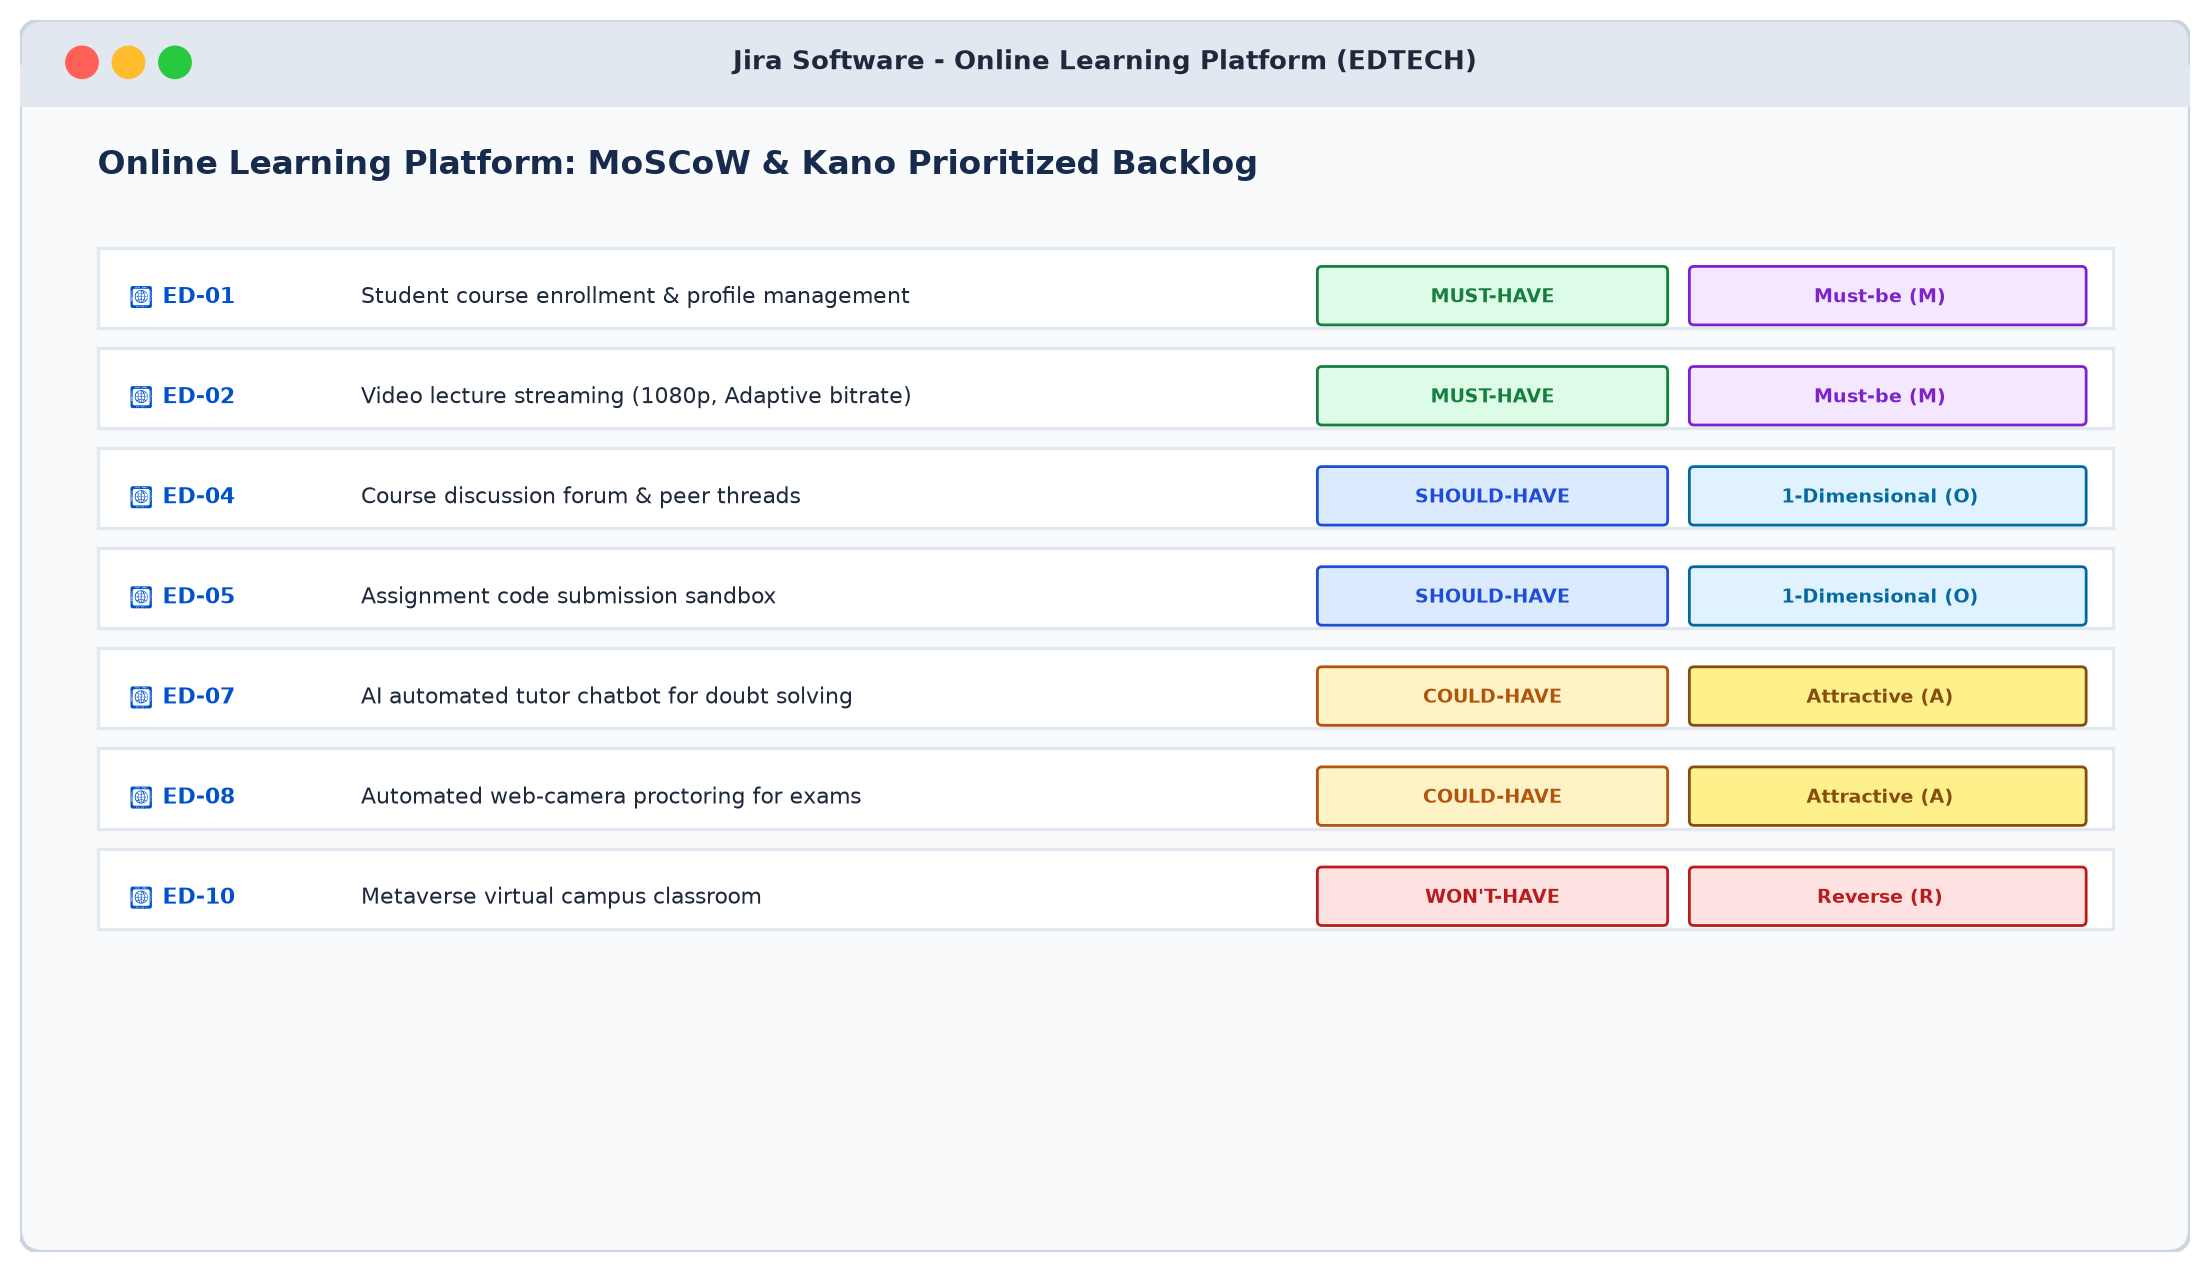 Jira Software - Online Learning Platform (EDTECH)
Online Learning Platform: MoSCoW & Kano Prioritized Backlog
ED-01 Student course enrollment & profile management MUST-HAVE Must-be (M)
ED-02 Video lecture streaming (1080p, Adaptive bitrate) MUST-HAVE Must-be (M)
ED-04 Course discussion forum & peer threads SHOULD-HAVE 1-Dimensional (O)
ED-05 Assignment code submission sandbox SHOULD-HAVE 1-Dimensional (O)
ED-07 AI automated tutor chatbot for doubt solving COULD-HAVE Attractive (A)
ED-08 Automated web-camera proctoring for exams COULD-HAVE Attractive (A)
ED-10 Metaverse virtual campus classroom WON'T-HAVE Reverse (R)